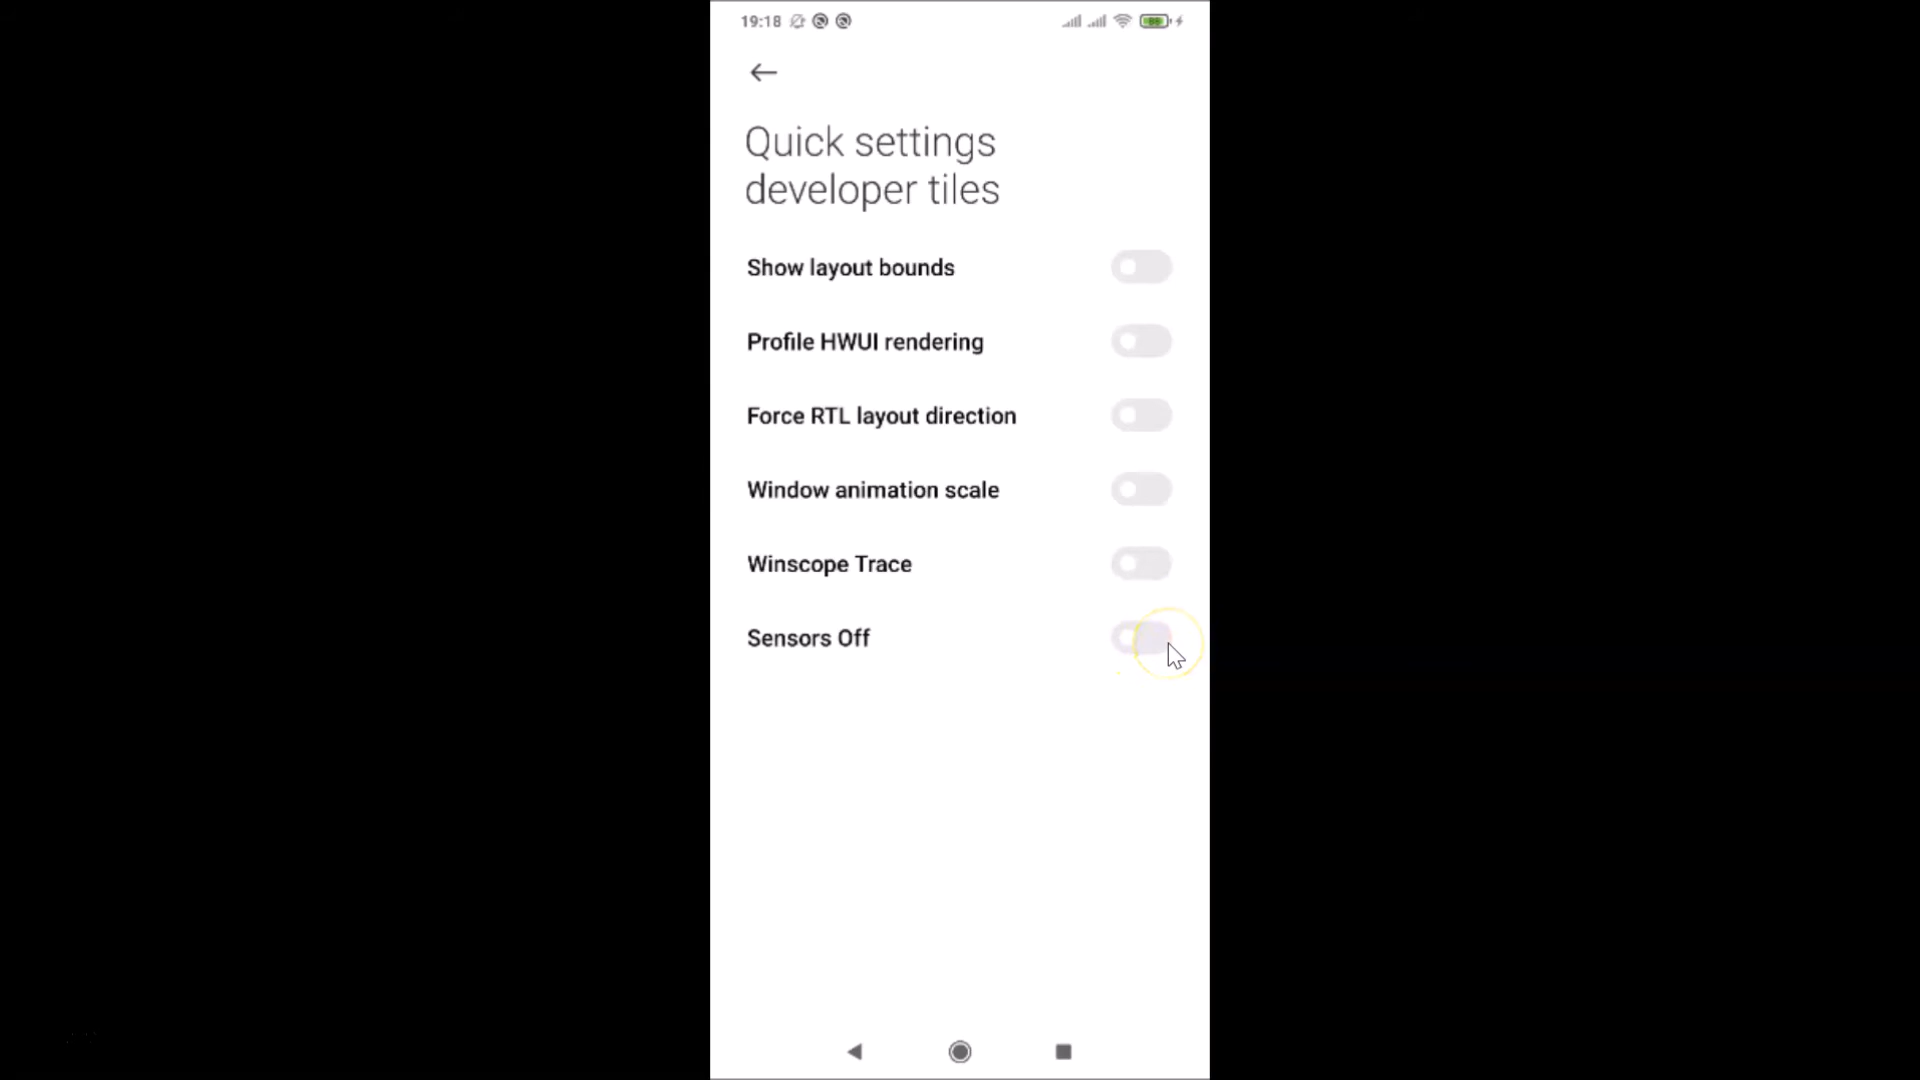 19:18
Quick settings
developer tiles
Show layout bounds
Profile HWUI rendering
Force RTL layout direction
Window animation scale
Winscope Trace
Sensors Off